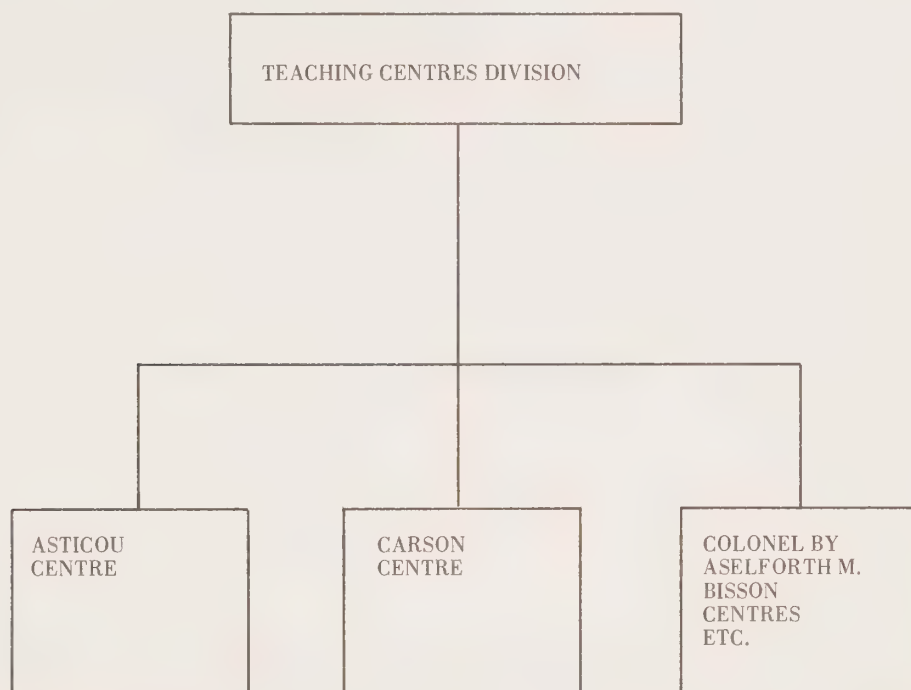 TEACHING CENTRES DIVISION
ASTICOU
CENTRE
CARSON
CENTRE
COLONEL BY
ASELFORTH M.
BISSON
CENTRES
ETC.